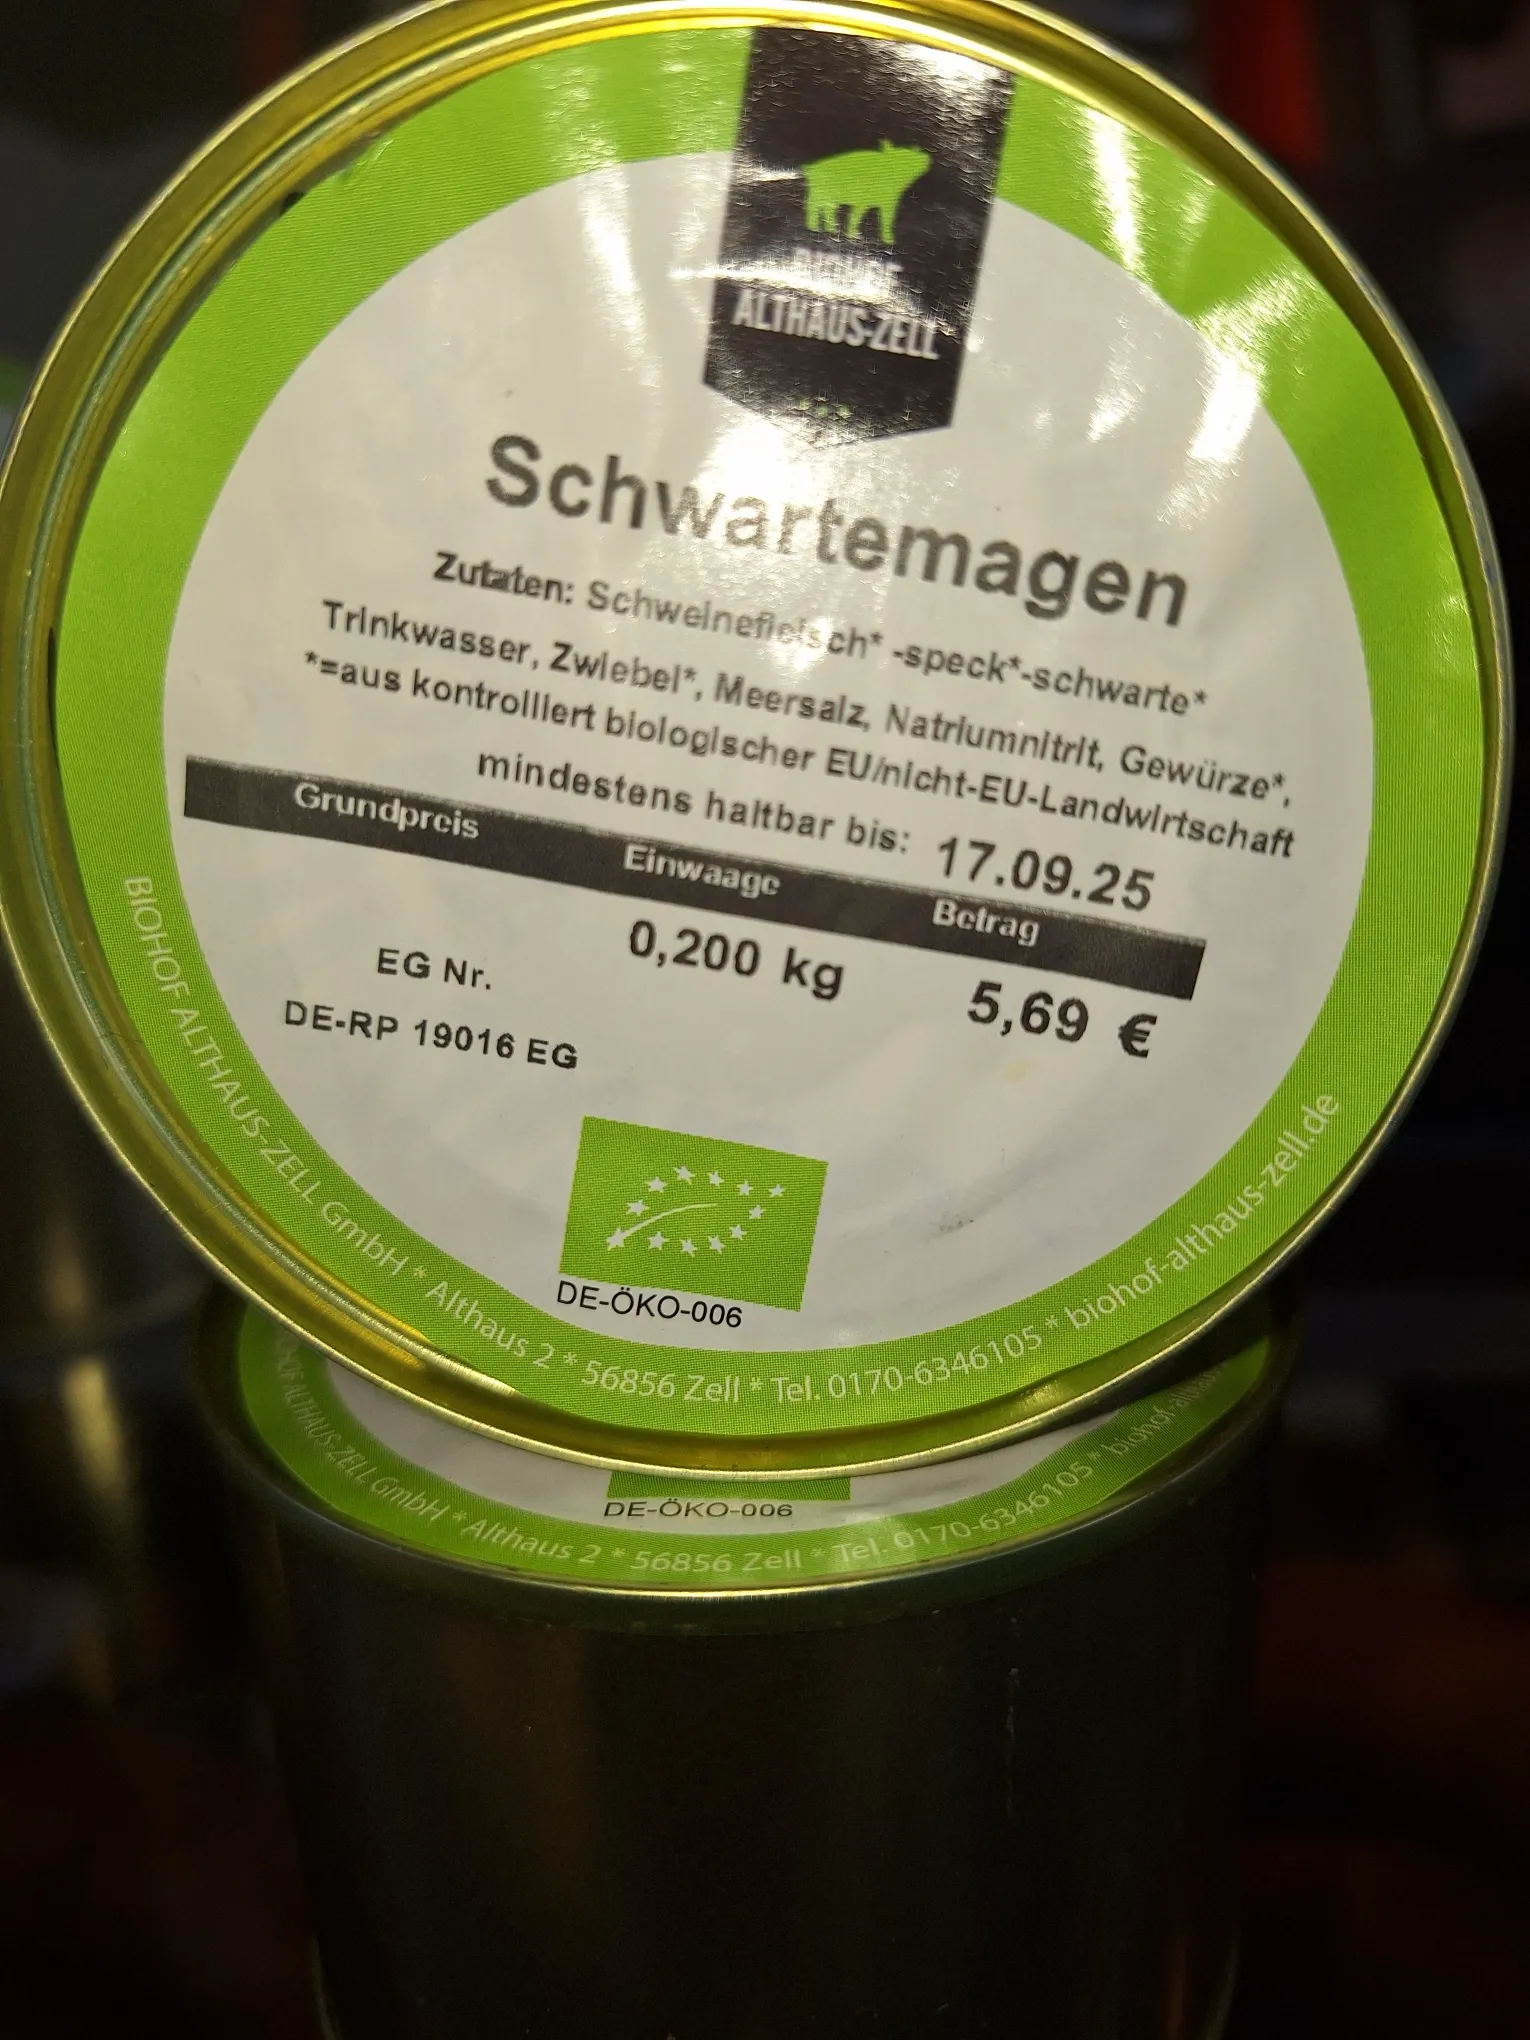 BIOHOF
ALTHAUS-ZELL
Schwartemagen
Zutaten: Schweinefleisch* -speck*-schwarte*
Trinkwasser, Zwiebel*, Meersalz, Natriumnitrit, Gewürze*,
*=aus kontrolliert biologischer EU/nicht-EU-Landwirtschaft
mindestens haltbar bis: 17.09.25
Grundpreis Einwaage Betrag
0,200 kg 5,69 €
EG Nr.
DE-RP 19016 EG
DE-ÖKO-006
BIOHOF ALTHAUS-ZELL GmbH * Althaus 2 * 56856 Zell * Tel. 0170-6346105 * biohof-althaus-zell.de
DE-ÖKO-006
ALTHAUS-ZELL GmbH * Althaus 2 * 56856 Zell * Tel. 0170-6346105 *